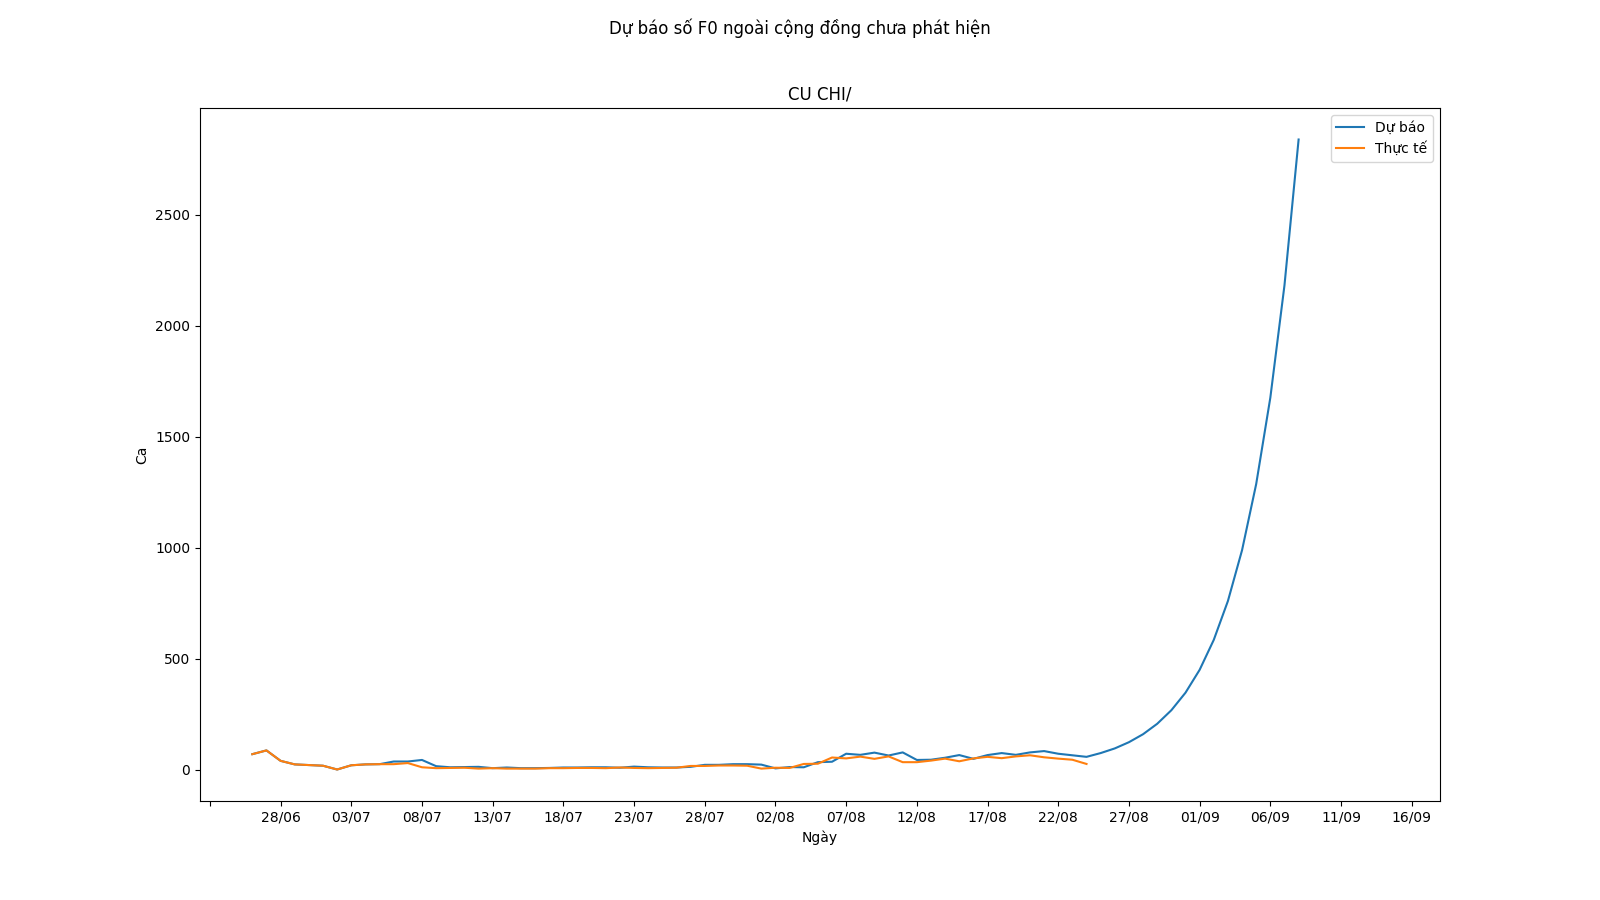 Dự báo số F0 ngoài cộng đồng chưa phát hiện
CU CHI/
Dự báo
Thực tế
2500
2000
1500
1000
500
0
Ca
28/06 03/07 08/07 13/07 18/07 23/07 28/07 02/08 07/08 12/08 17/08 22/08 27/08 01/09 06/09 11/09 16/09
Ngày